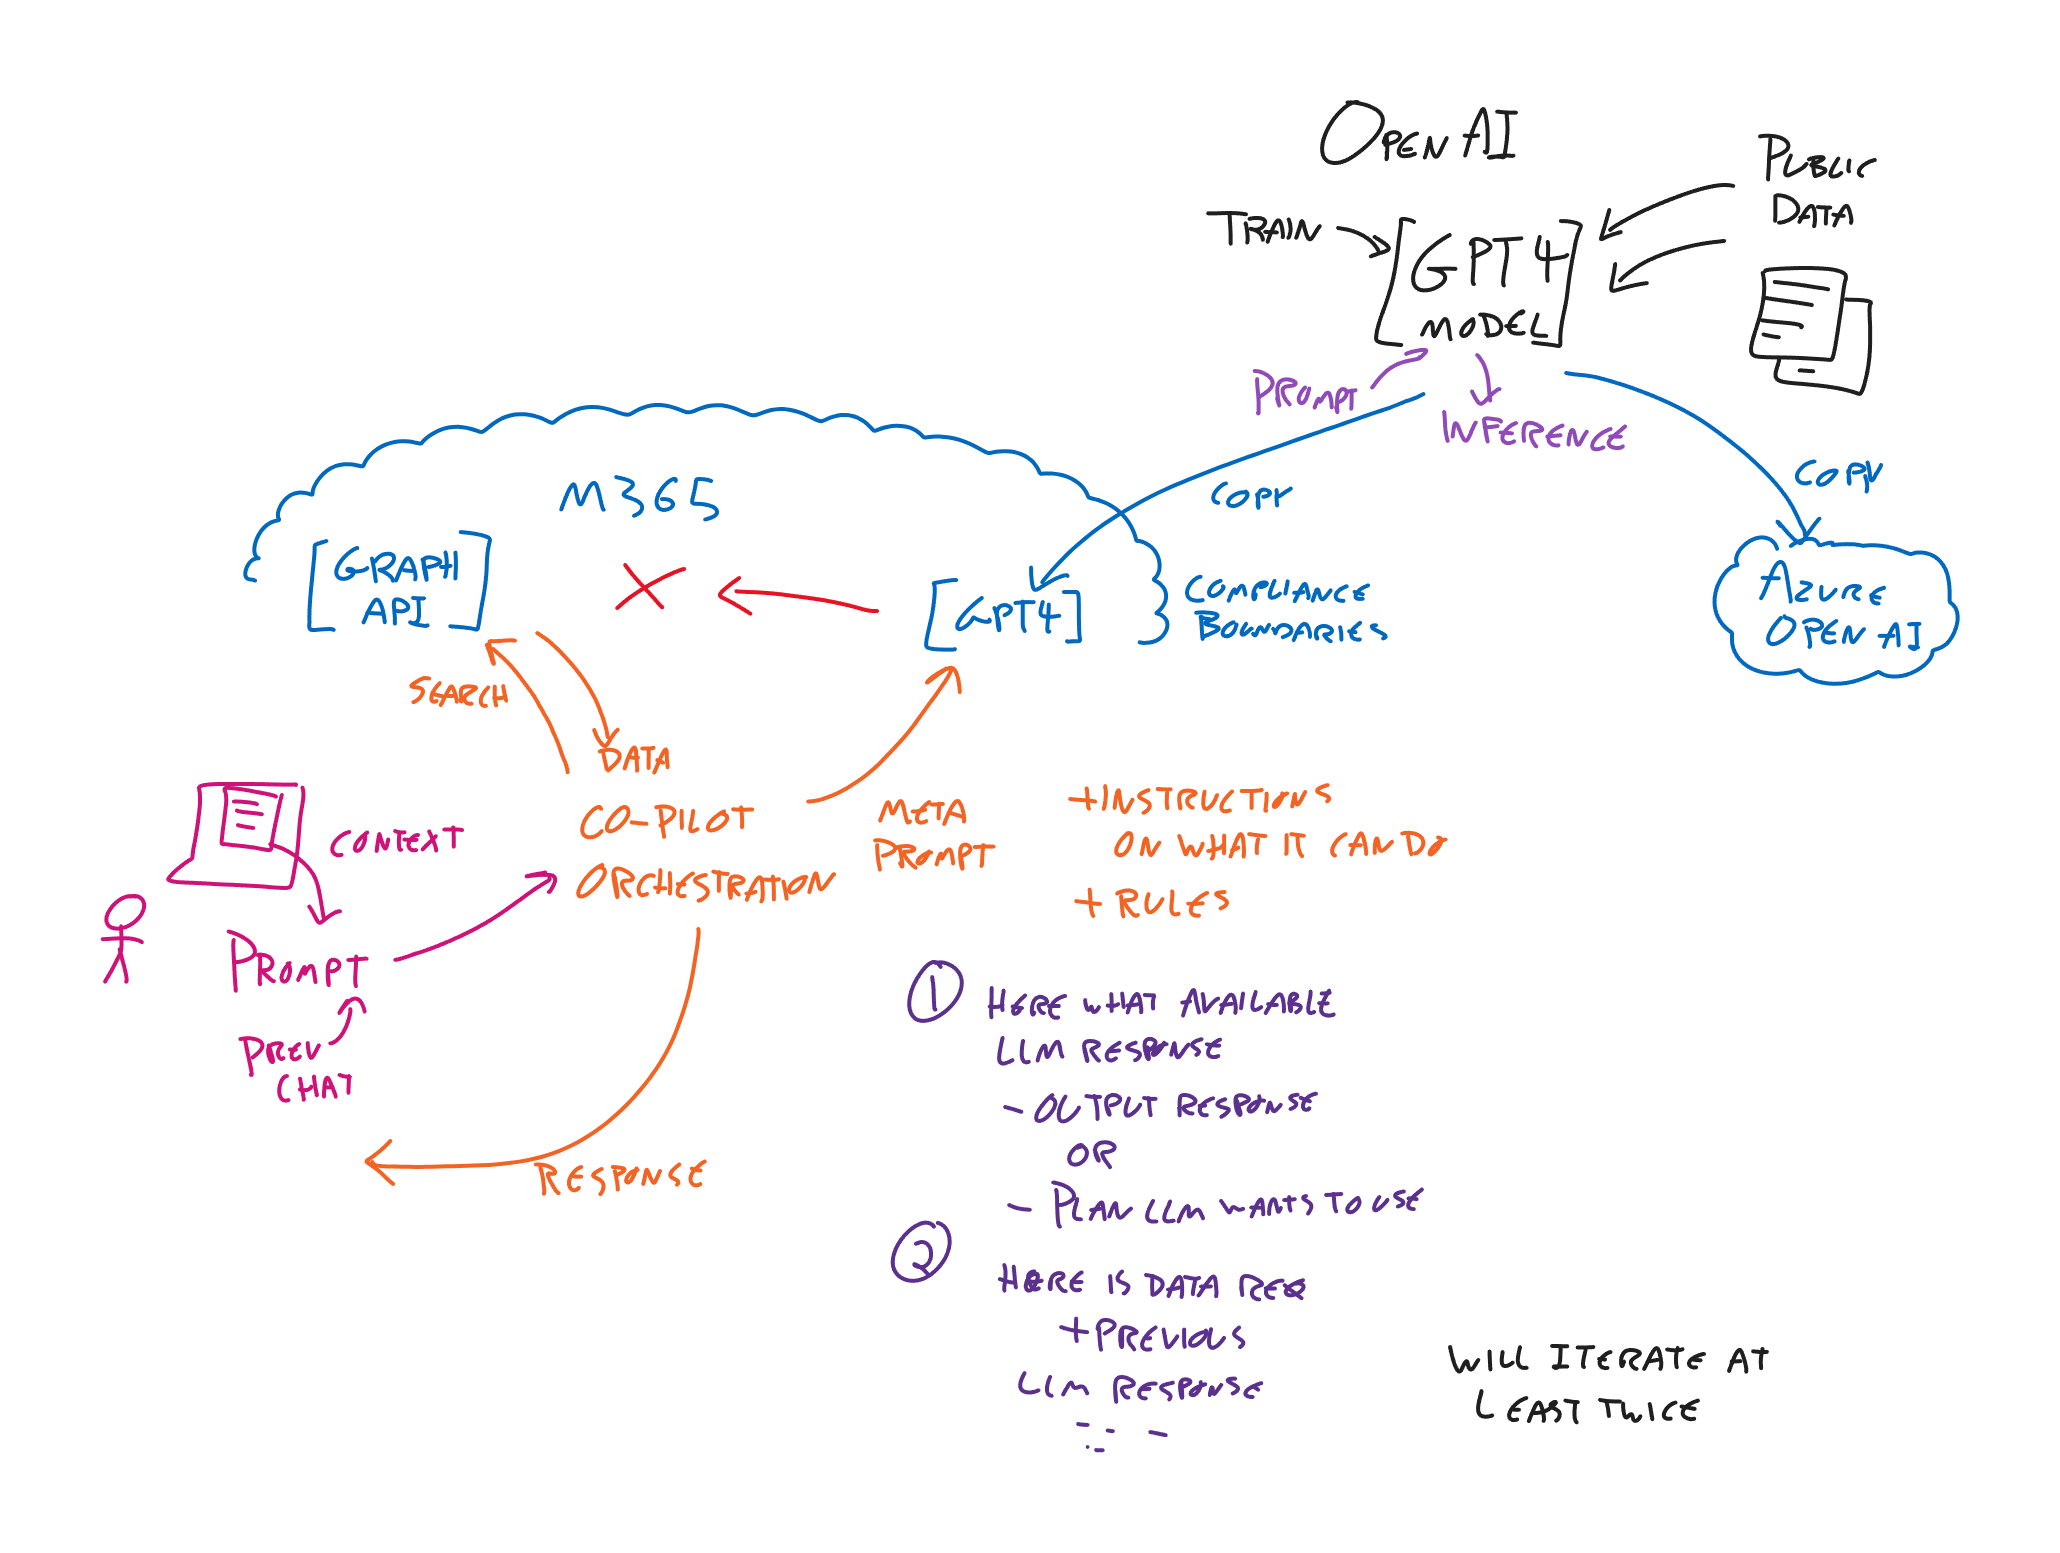 OPEN AI
PUBLIC
DATA
TRAIN
GPT4
MODEL
PROMPT
INFERENCE
COPY
COPY
M365
GRAPH
API
GPT4
COMPLIANCE
BOUNDARIES
AZURE
OPEN AI
SEARCH
DATA
CO-PILOT
ORCHESTRATION
META
PROMPT
+INSTRUCTIONS
ON WHAT IT CAN DO
+ RULES
CONTEXT
PROMPT
PREV
CHAT
RESPONSE
1 HERE WHAT AVAILABLE
LLM RESPONSE
- OUTPUT RESPONSE
OR
- PLAN LLM WANTS TO USE
2
HERE IS DATA REQ
+PREVIOUS
LLM RESPONSE
WILL ITERATE AT
LEAST TWICE